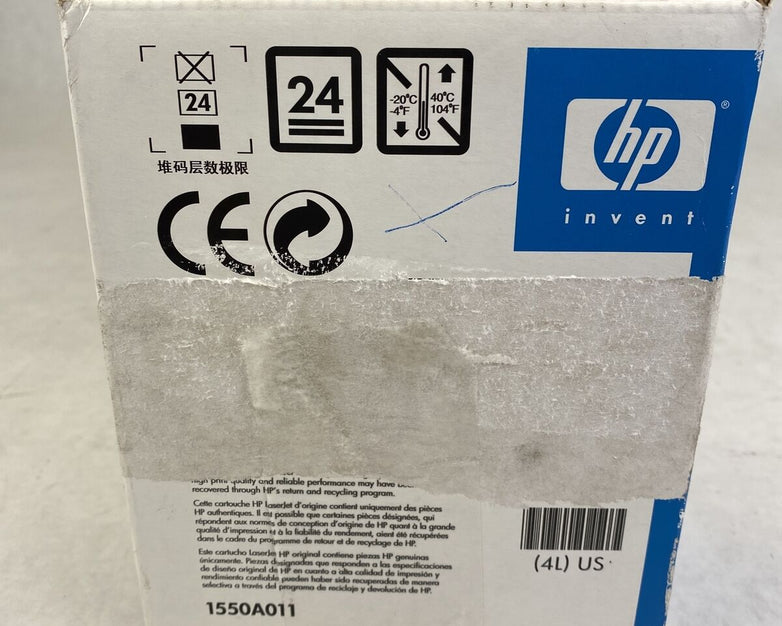 24
24
-20°C
-4°F
40°C
104°F
堆码层数极限
CE
hp
®
invent
high print quality and reliable performance may have been
recovered through HP's return and recycling program.
Cette cartouche HP LaserJet d'origine contient uniquement des pièces
HP authentiques. Il est possible que certaines pièces désignées, qui
répondent aux normes de conception d'origine de HP quant à la grande
qualité d'impression et à la fiabilité du rendement, aient été récupérées
dans le cadre du programme de retour et de recyclage de HP.
Este cartucho LaserJet HP original contiene piezas HP genuinas
únicamente. Piezas designadas que responden a las especificaciones
de diseño original de HP en cuanto a alta calidad de impresión y
rendimiento confiable pueden haber sido recuperadas de manera
selectiva a través del programa de reciclaje y devolución de HP.
1550A011
(4L) US